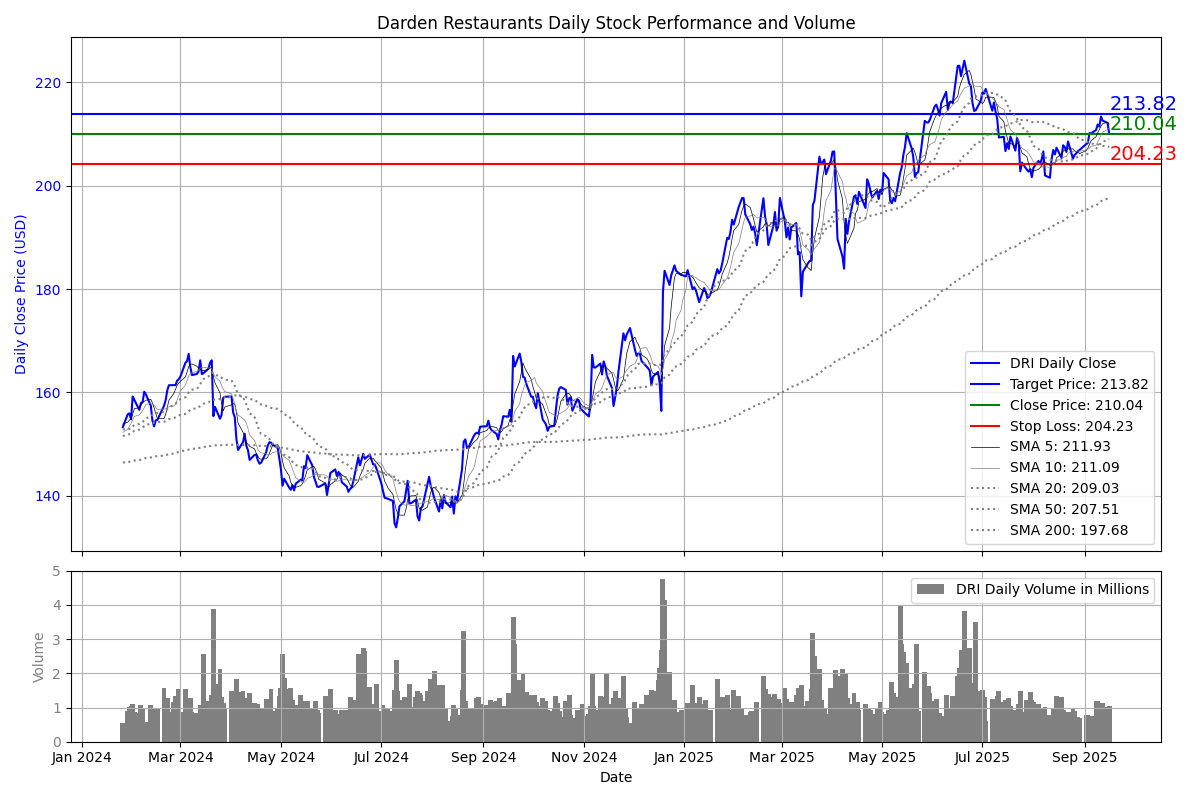 Darden Restaurants Daily Stock Performance and Volume
Daily Close Price (USD)
220
200
180
160
140
213.82
210.04
204.23
DRI Daily Close
Target Price: 213.82
Close Price: 210.04
Stop Loss: 204.23
SMA 5: 211.93
SMA 10: 211.09
SMA 20: 209.03
SMA 50: 207.51
SMA 200: 197.68
Volume
5
4
3
2
1
0
DRI Daily Volume in Millions
Jan 2024 Mar 2024 May 2024 Jul 2024 Sep 2024 Nov 2024 Jan 2025 Mar 2025 May 2025 Jul 2025 Sep 2025
Date